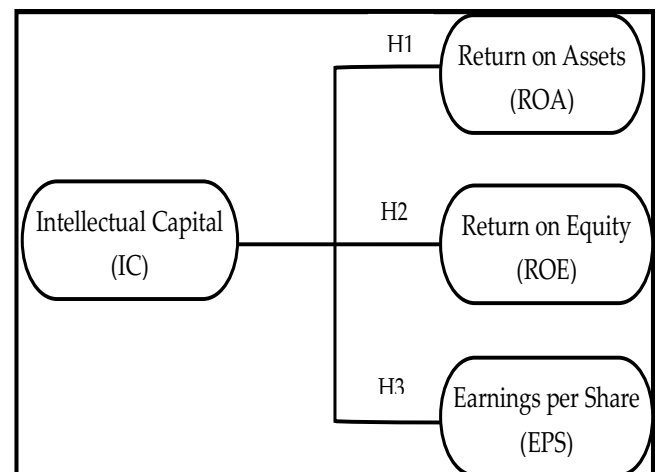 H1
Return on Assets
(ROA)
Intellectual Capital
(IC)
H2
Return on Equity
(ROE)
H3
Earnings per Share
(EPS)